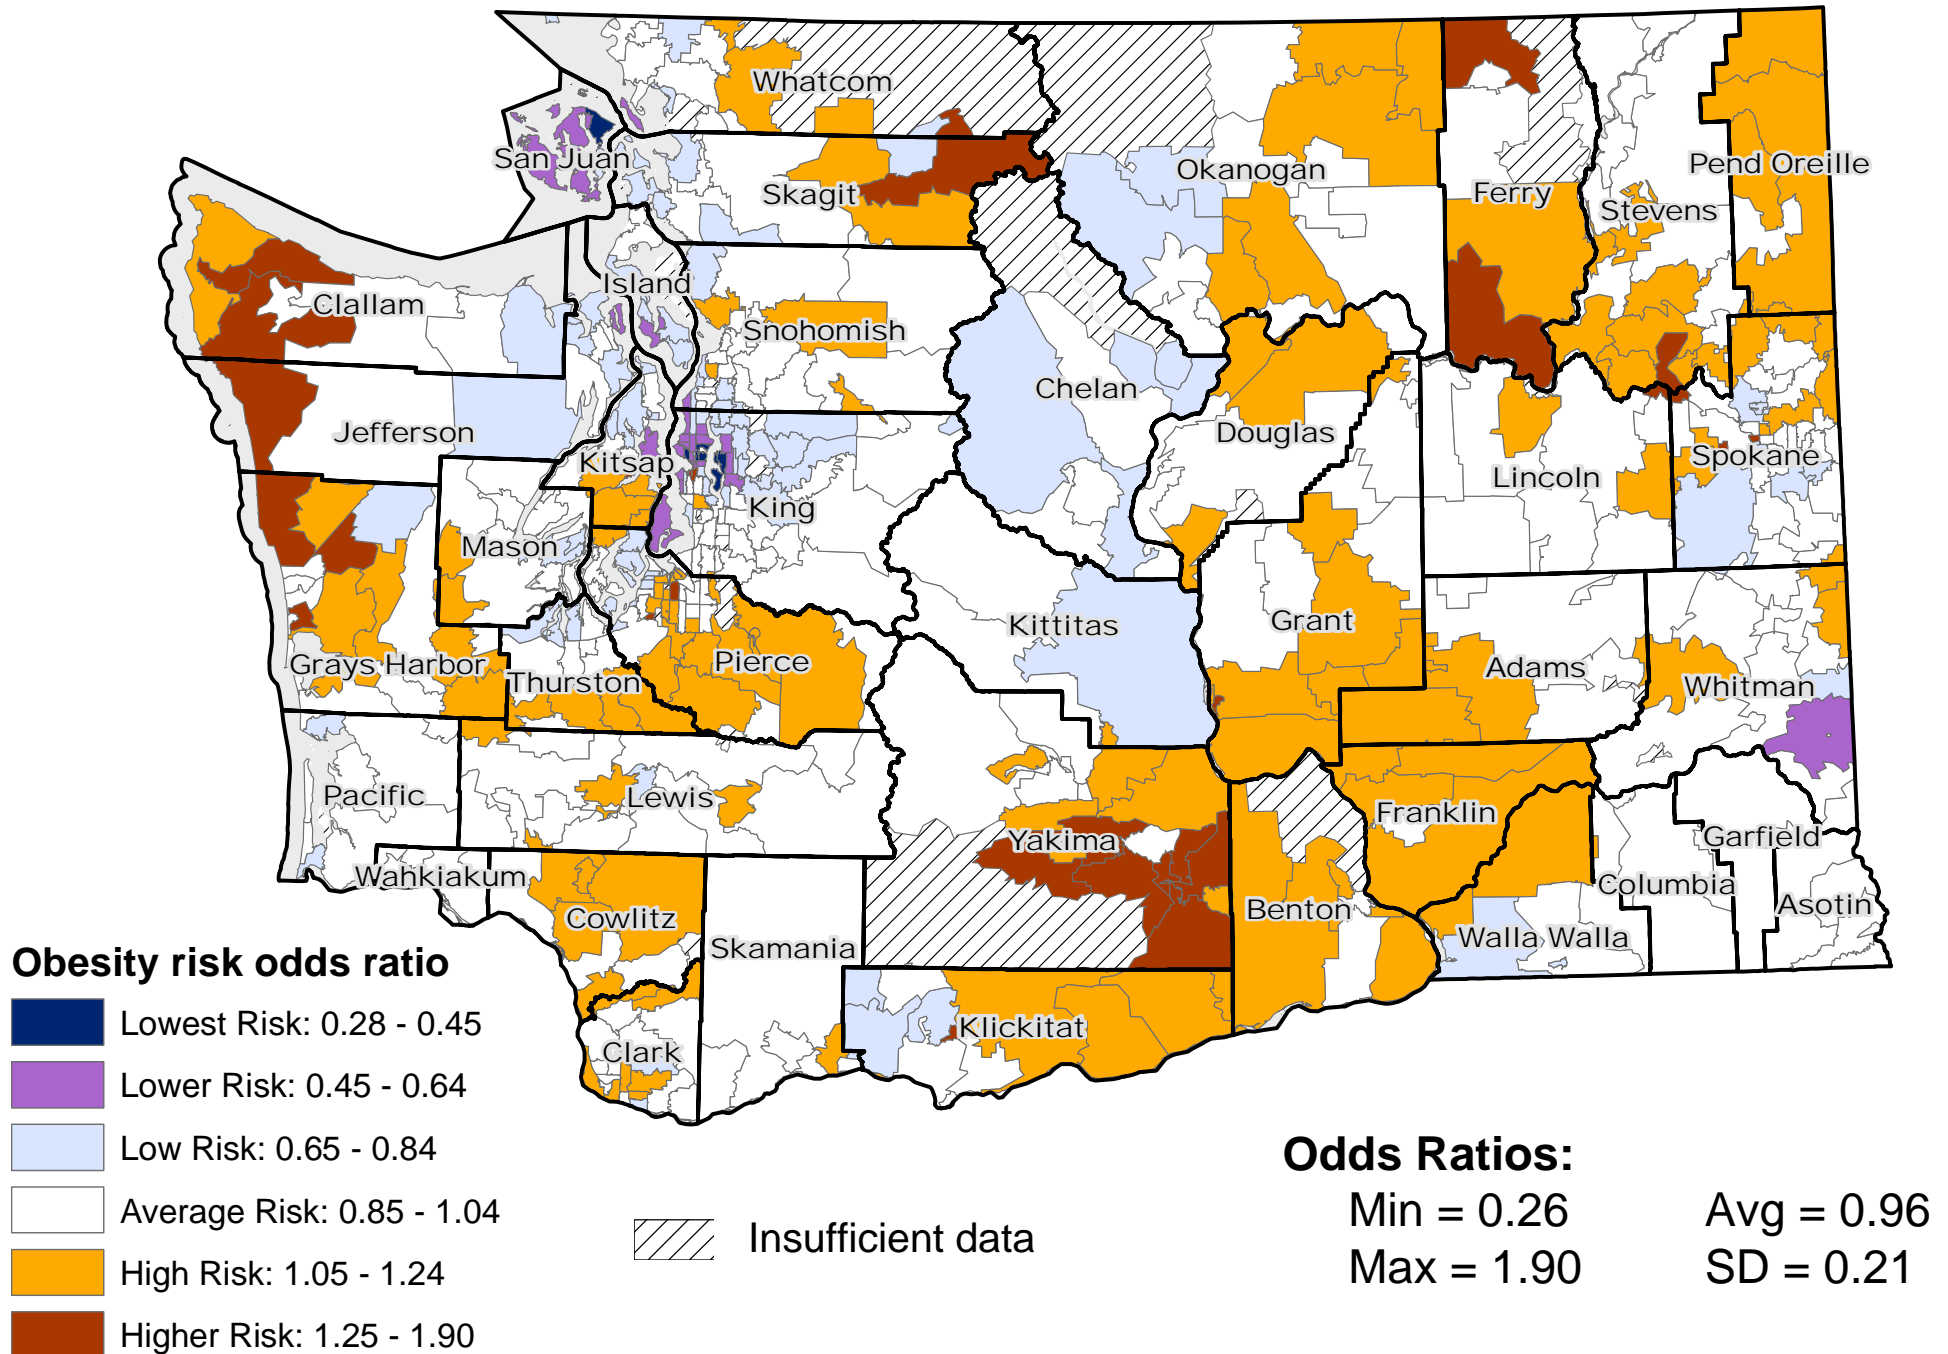 Whatcom
San Juan
Skagit
Okanogan
Ferry
Stevens
Pend Oreille
Clallam
Island
Snohomish
Chelan
Jefferson
Kitsap
King
Douglas
Lincoln
Spokane
Mason
Kittitas
Grant
Grays Harbor
Thurston
Pierce
Adams
Whitman
Pacific
Lewis
Yakima
Franklin
Garfield
Wahkiakum
Cowlitz
Skamania
Benton
Columbia
Asotin
Walla Walla
Klickitat
Clark
Obesity risk odds ratio
Lowest Risk: 0.28 - 0.45
Lower Risk: 0.45 - 0.64
Low Risk: 0.65 - 0.84
Average Risk: 0.85 - 1.04
High Risk: 1.05 - 1.24
Higher Risk: 1.25 - 1.90
Insufficient data
Odds Ratios:
Min = 0.26 Avg = 0.96
Max = 1.90 SD = 0.21